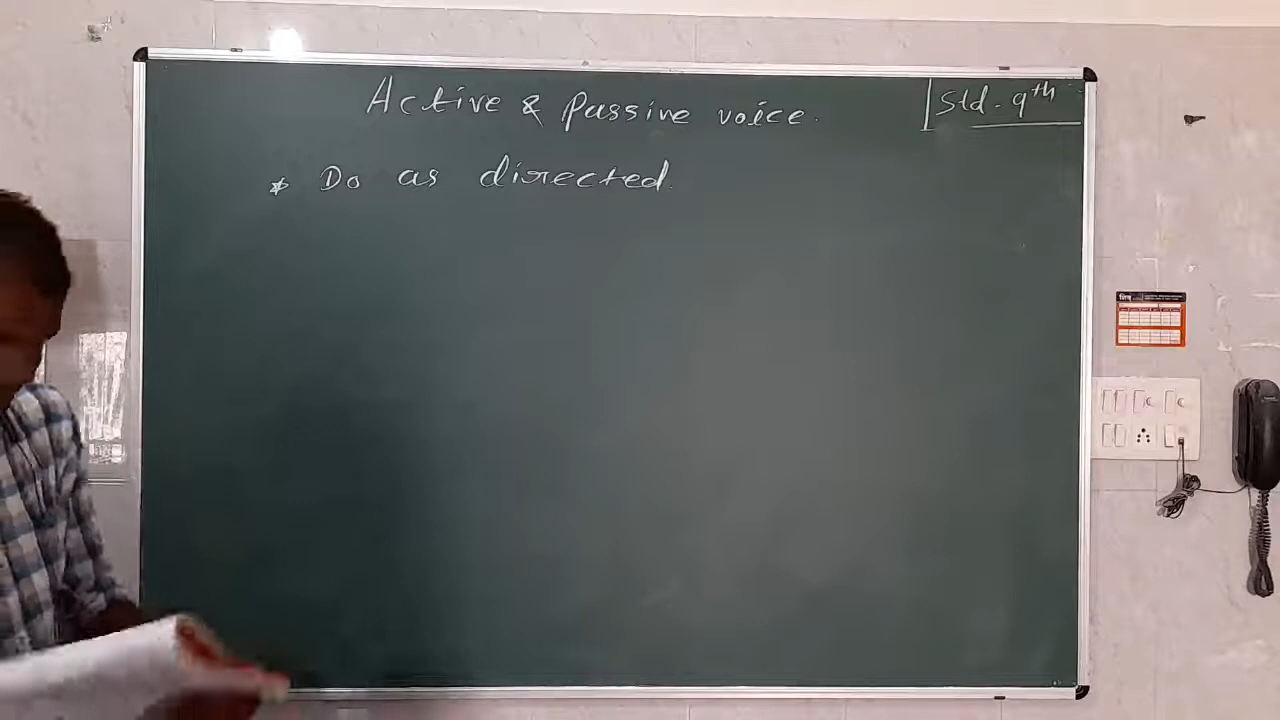 Active & Passive voice.
Std. 9th
* Do as directed.